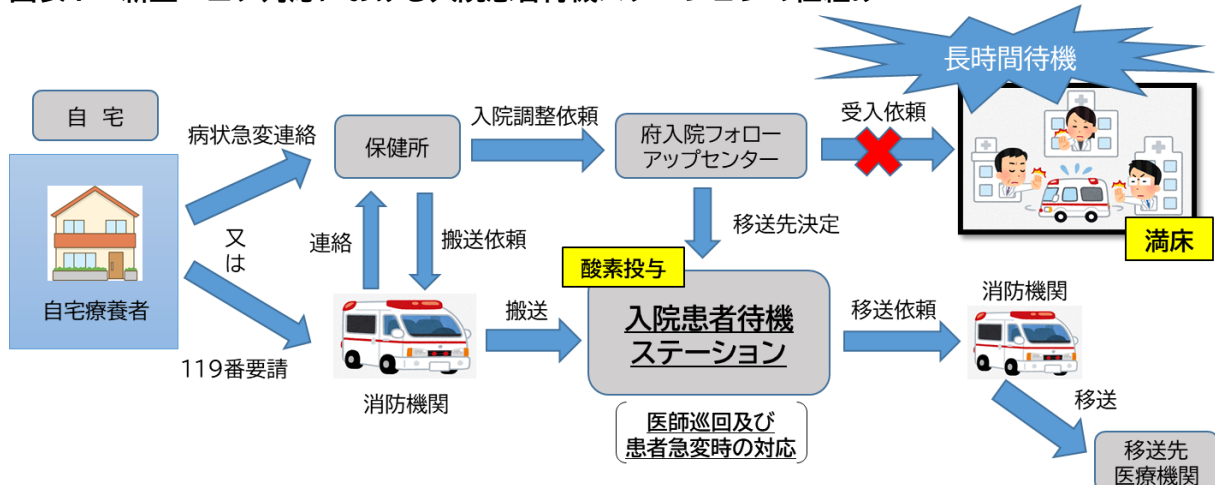 長時間待機
自 宅
病状急変連絡
保健所
入院調整依頼
府入院フォロー
アップセンター
受入依頼
満床
又
は
連絡
搬送依頼
移送先決定
酸素投与
自宅療養者
119番要請
消防機関
搬送
入院患者待機
ステーション
移送依頼
消防機関
医師巡回及び
患者急変時の対応
移送
移送先
医療機関